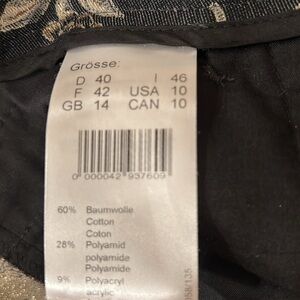 Grösse:
D 40 I 46
F 42 USA 10
GB 14 CAN 10
0 000042 937609
60% Baumwolle
Cotton
Coton
28% Polyamid
polyamide
Polyamide
9% Polyacryl
acrylic